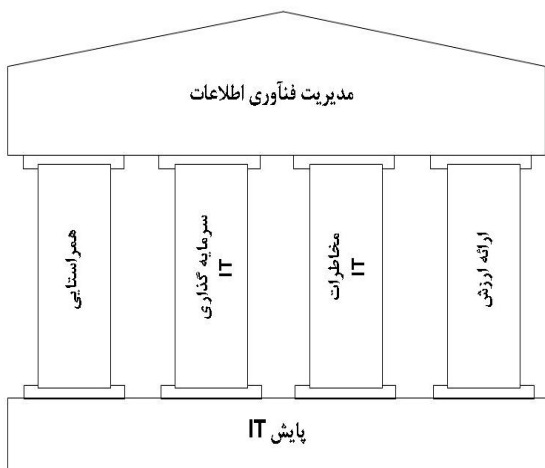 مدیریت فنآوری اطلاعات
ارائه ارزش
مخاطرات
IT
سرمایه گذاری
IT
همراستایی
پایش IT